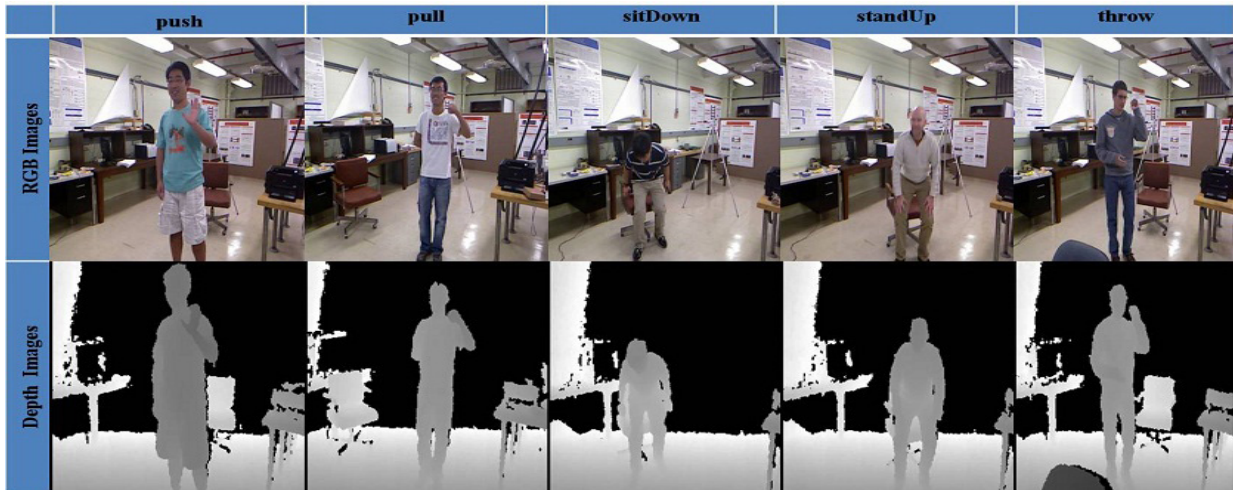 push
pull
sitDown
standUp
throw
RGB Images
Depth Images